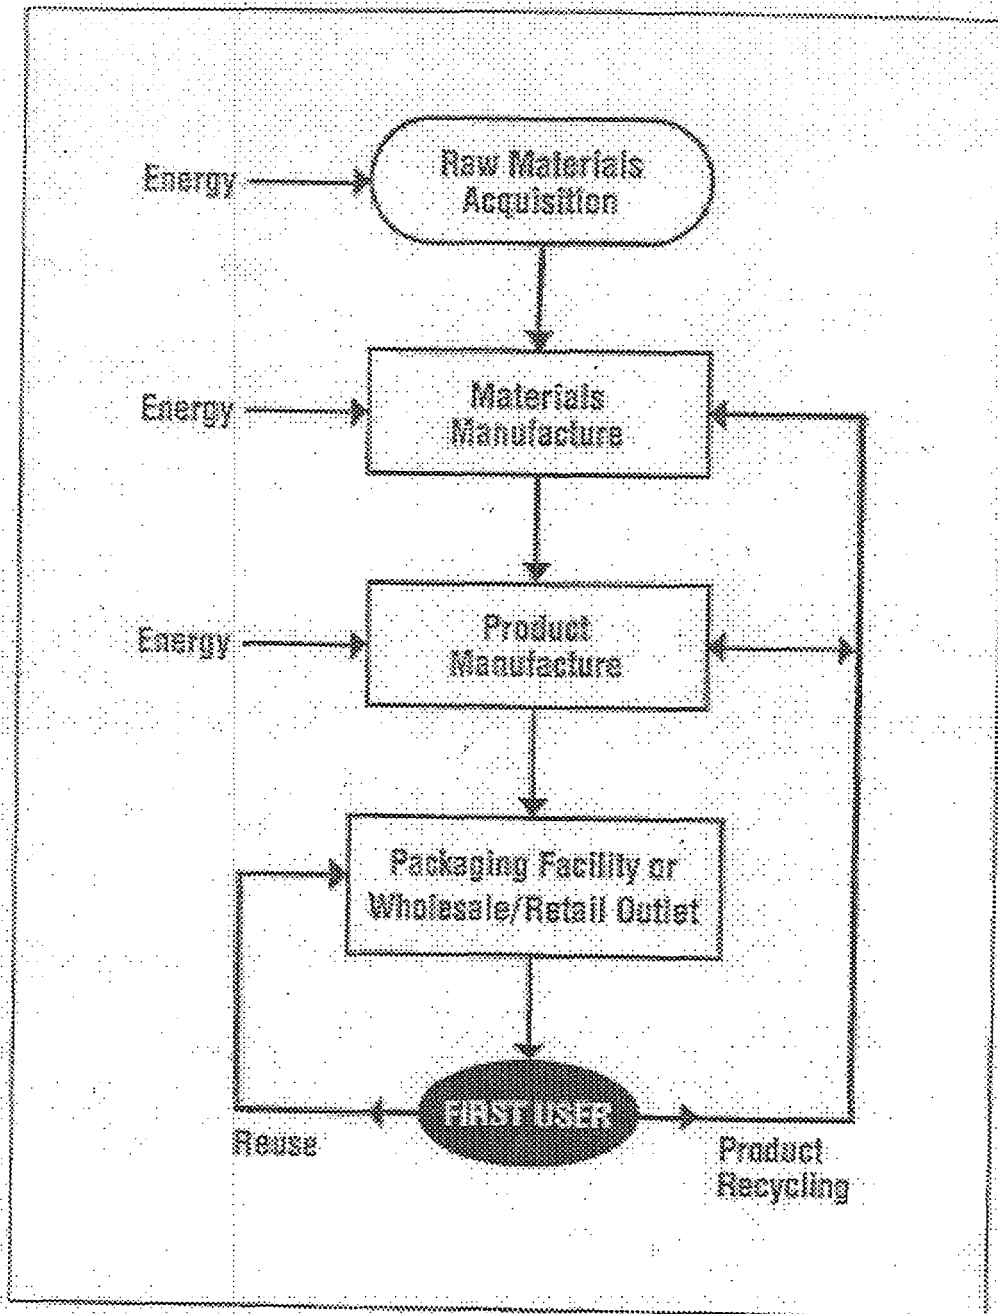 Energy
Raw Materials
Acquisition
Energy
Materials
Manufacture
Energy
Product
Manufacture
Packaging Facility or
Wholesale/Retail Outlet
FIRST USER
Reuse
Product
Recycling